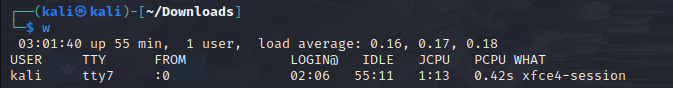 ┌──(kali㉿kali)-[~/Downloads]
└─$ w
 03:01:40 up 55 min,  1 user,  load average: 0.16, 0.17, 0.18
USER     TTY      FROM             LOGIN@   IDLE   JCPU   PCPU WHAT
kali     tty7     :0               02:06   55:11   1:13   0.42s xfce4-session